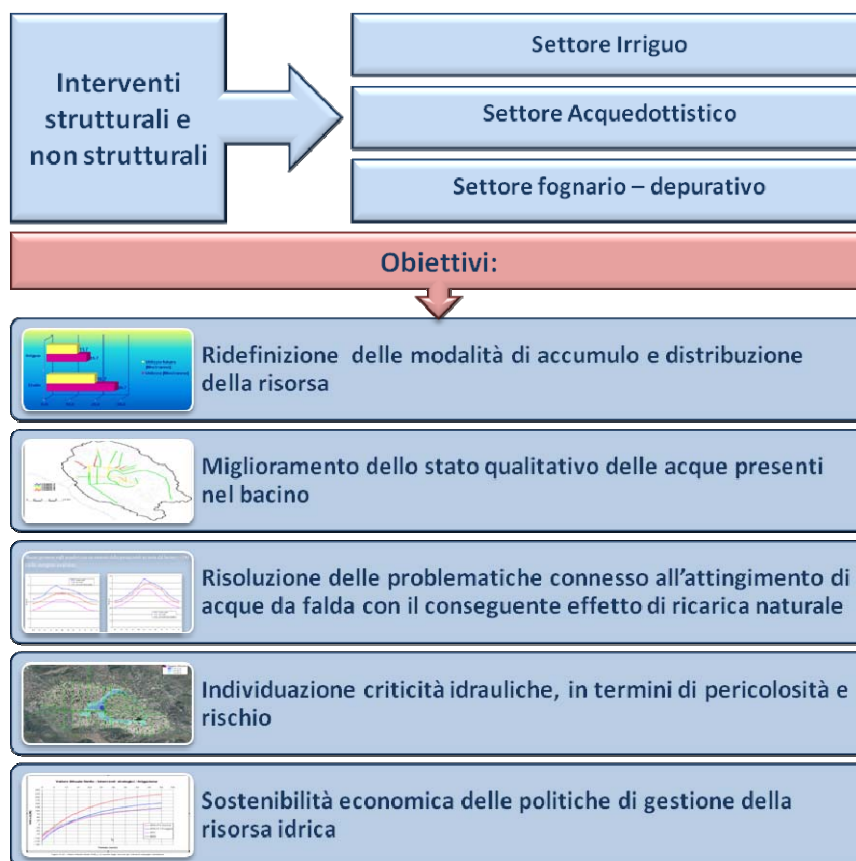 Interventi
strutturali e
non strutturali
Settore Irriguo
Settore Acquedottistico
Settore fognario – depurativo
Obiettivi:
Ridefinizione delle modalità di accumulo e distribuzione
della risorsa
Miglioramento dello stato qualitativo delle acque presenti
nel bacino
Risoluzione delle problematiche connesso all'attingimento di
acque da falda con il conseguente effetto di ricarica naturale
Individuazione criticità idrauliche, in termini di pericolosità e
rischio
Sostenibilità economica delle politiche di gestione della
risorsa idrica